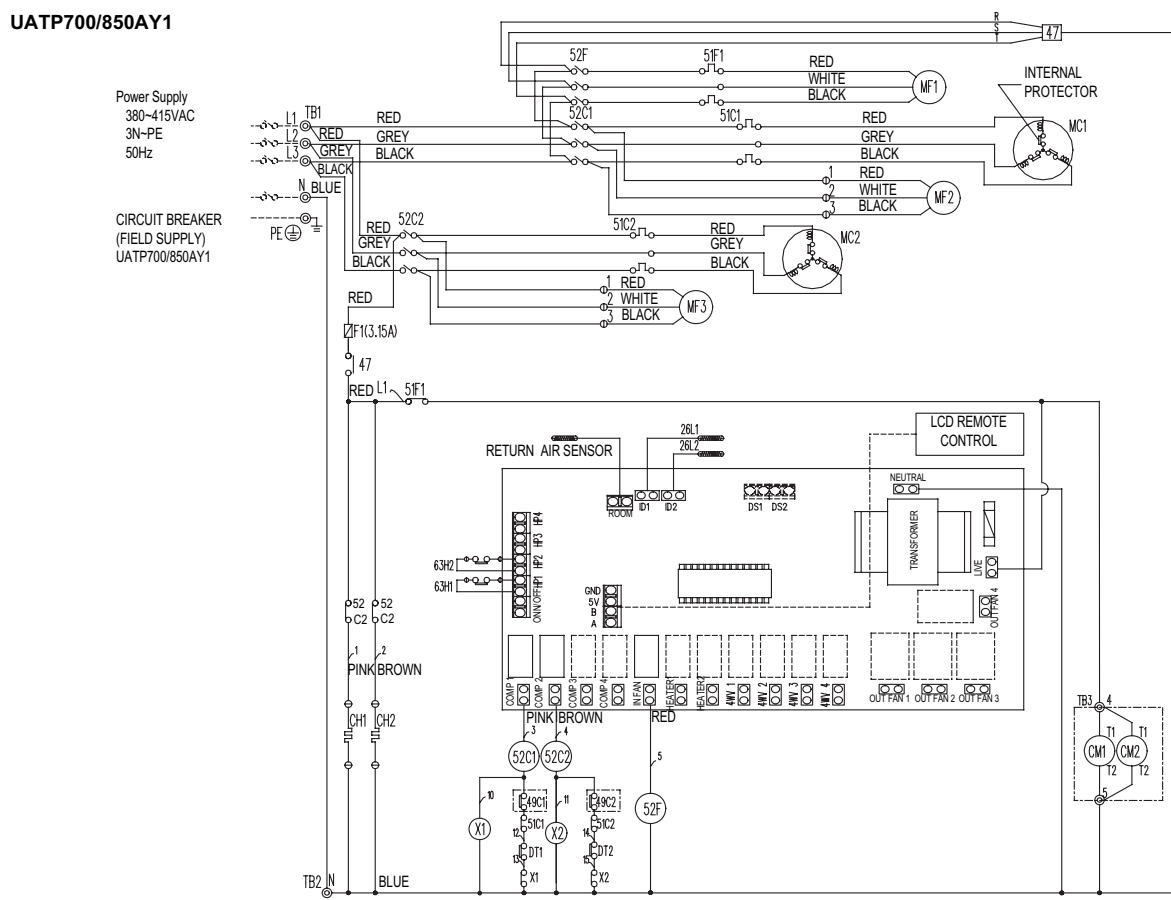 UATP700/850AY1
R
S
T
47
52F
51F1
RED
WHITE
BLACK
MF1
INTERNAL
PROTECTOR
Power Supply
380~415VAC
3N~PE
50Hz
L1
TB1
L2
L3
RED
GREY
BLACK
RED
GREY
BLACK
52C1
51C1
RED
GREY
BLACK
MC1
1
RED
2
WHITE
3
BLACK
MF2
N
BLUE
CIRCUIT BREAKER
(FIELD SUPPLY)
UATP700/850AY1
PE
52C2
RED
GREY
BLACK
51C2
RED
GREY
BLACK
MC2
1
RED
2
WHITE
3
BLACK
MF3
RED
F1(3.15A)
47
RED
L1
51F1
LCD REMOTE
CONTROL
RETURN AIR SENSOR
26L1
26L2
ROOM
ID1
ID2
DS1
DS2
NEUTRAL
TRANSFORMER
LIVE
OUT FAN 4
HP4
HP3
HP2
HP1
ONN/OFF
63H2
63H1
GND
5V
B
A
52
C2
52
C2
1
2
PINK
BROWN
CH1
CH2
COMP 1
COMP 2
COMP 3
COMP 4
INFAN
HEATER1
HEATER2
4WV 1
4WV 2
4WV 3
4WV 4
OUT FAN 1
OUT FAN 2
OUT FAN 3
PINK
BROWN
RED
3
4
5
52C1
52C2
52F
10
49C1
11
49C2
X1
12
51C1
13
DT1
X1
X2
14
51C2
15
DT2
X2
TB3
4
CM1
T1
T2
CM2
T1
T2
5
TB2
N
BLUE